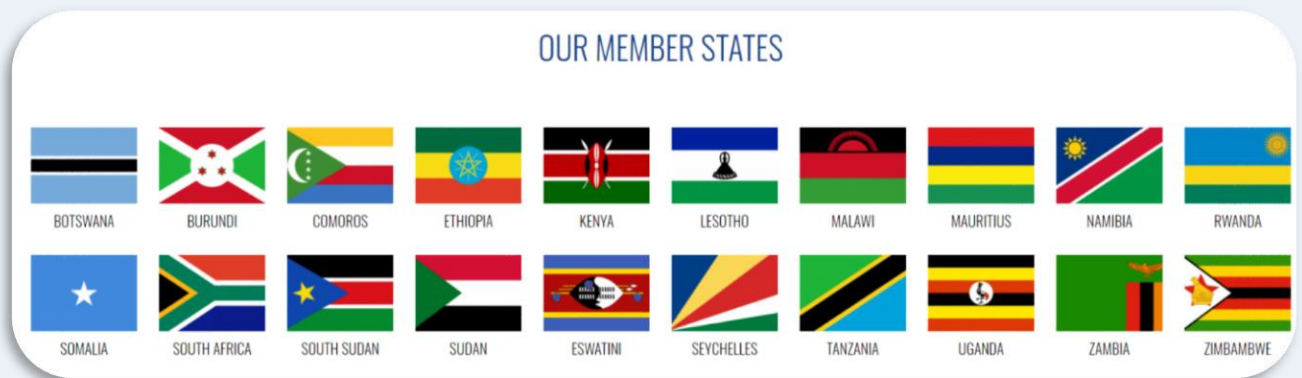 OUR MEMBER STATES
BOTSWANA BURUNDI COMOROS ETHIOPIA KENYA LESOTHO MALAWI MAURITIUS NAMIBIA RWANDA
SOMALIA SOUTH AFRICA SOUTH SUDAN SUDAN ESWATINI SEYCHELLES TANZANIA UGANDA ZAMBIA ZIMBAMBWE